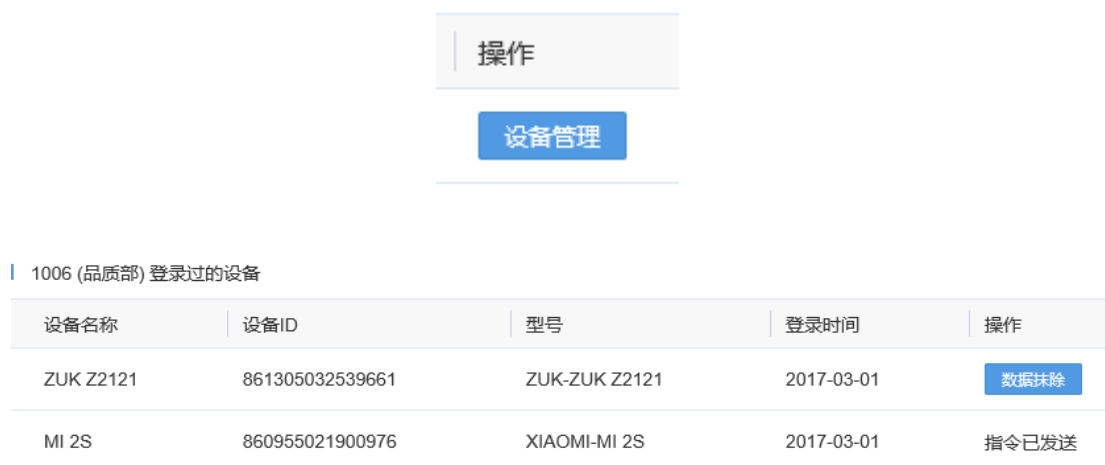 操作
设备管理
1006 (品质部) 登录过的设备
设备名称 设备ID 型号 登录时间 操作
ZUK Z2121 861305032539661 ZUK-ZUK Z2121 2017-03-01 数据抹除
MI 2S 860955021900976 XIAOMI-MI 2S 2017-03-01 指令已发送